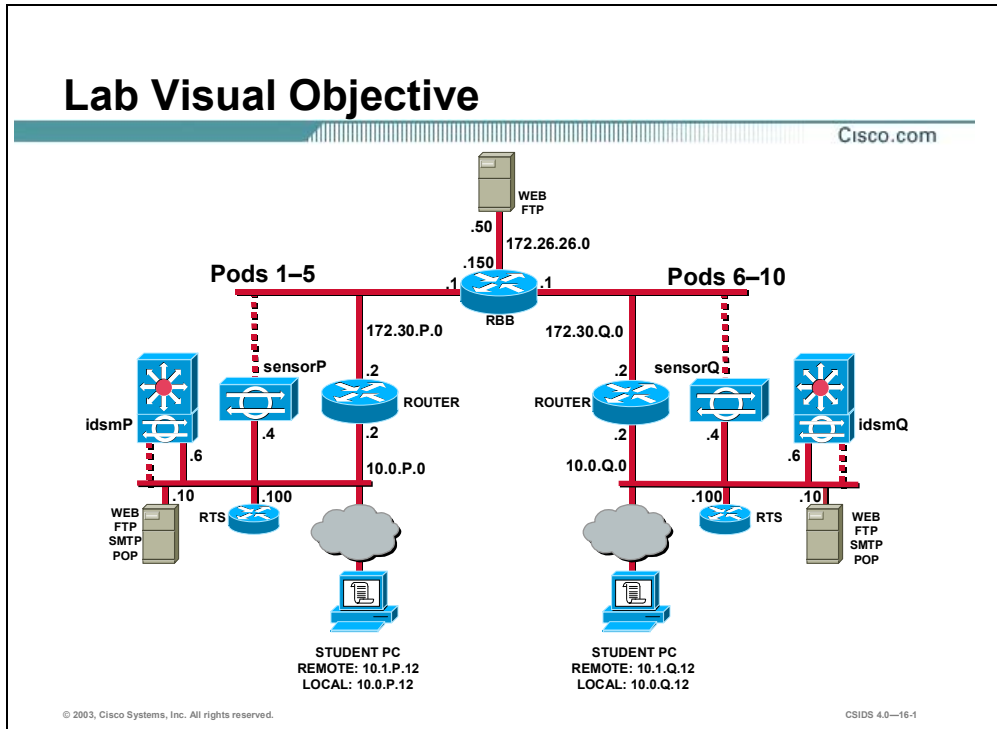 Lab Visual Objective
Cisco.com
WEB
FTP
.50
172.26.26.0
.150
Pods 1–5
Pods 6–10
.1
.1
RBB
172.30.P.0
172.30.Q.0
sensorP
.2
.2
sensorQ
ROUTER
ROUTER
idsmP
.4
.2
.2
.4
idsmQ
.6
10.0.P.0
10.0.Q.0
.6
.10
.100
.100
.10
WEB
FTP
SMTP
POP
RTS
RTS
WEB
FTP
SMTP
POP
STUDENT PC
REMOTE: 10.1.P.12
LOCAL: 10.0.P.12
STUDENT PC
REMOTE: 10.1.Q.12
LOCAL: 10.0.Q.12
© 2003, Cisco Systems, Inc. All rights reserved.
CSIDS 4.0—16-1